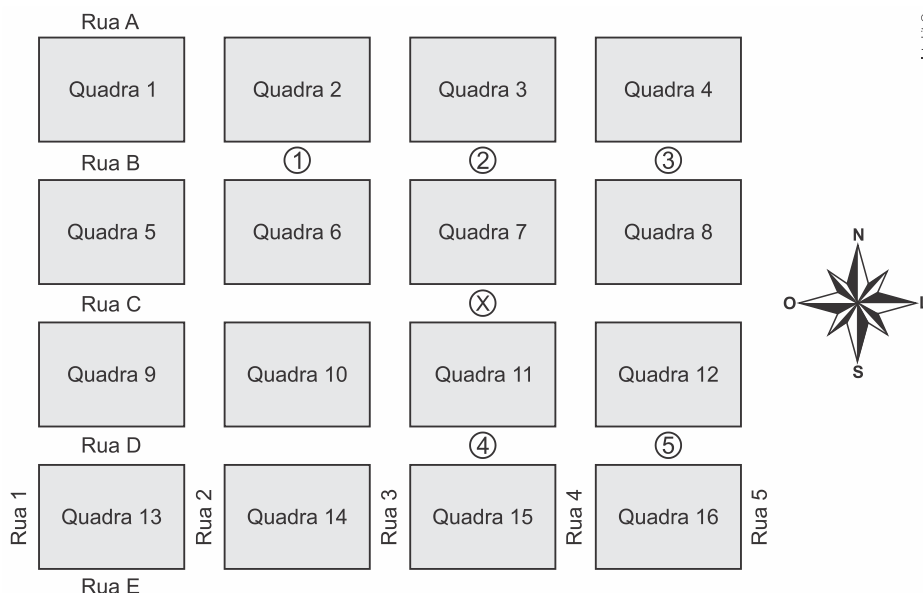 Rua A
Quadra 1 Quadra 2 Quadra 3 Quadra 4
Rua B 1 2 3
Quadra 5 Quadra 6 Quadra 7 Quadra 8
N
Rua C X O
Quadra 9 Quadra 10 Quadra 11 Quadra 12
S
Rua D 4 5
Rua 1 Quadra 13 Rua 2 Quadra 14 Rua 3 Quadra 15 Rua 4 Quadra 16 Rua 5
Rua E